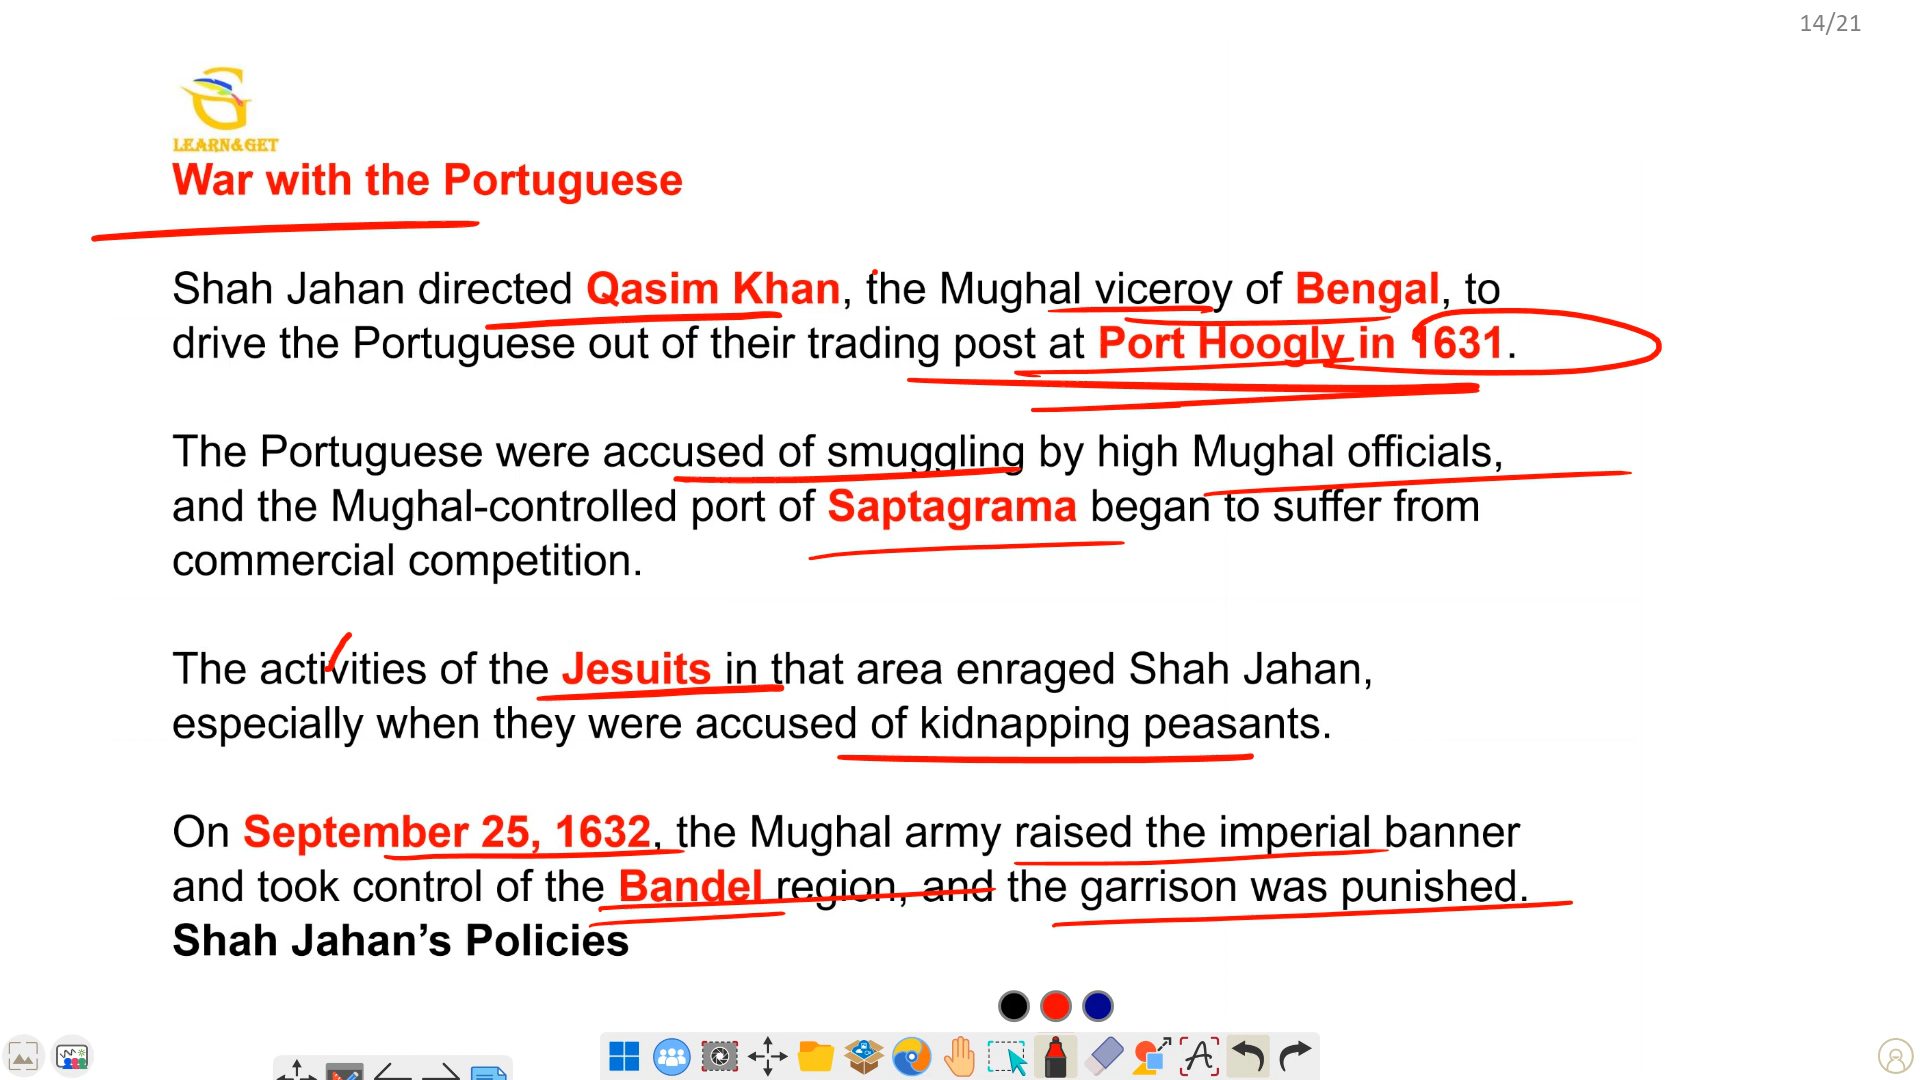 14/21
LEARN&GET
War with the Portuguese
Shah Jahan directed Qasim Khan, the Mughal viceroy of Bengal, to
drive the Portuguese out of their trading post at Port Hoogly in 1631.
The Portuguese were accused of smuggling by high Mughal officials,
and the Mughal-controlled port of Saptagrama began to suffer from
commercial competition.
The activities of the Jesuits in that area enraged Shah Jahan,
especially when they were accused of kidnapping peasants.
On September 25, 1632, the Mughal army raised the imperial banner
and took control of the Bandel region, and the garrison was punished.
Shah Jahan’s Policies